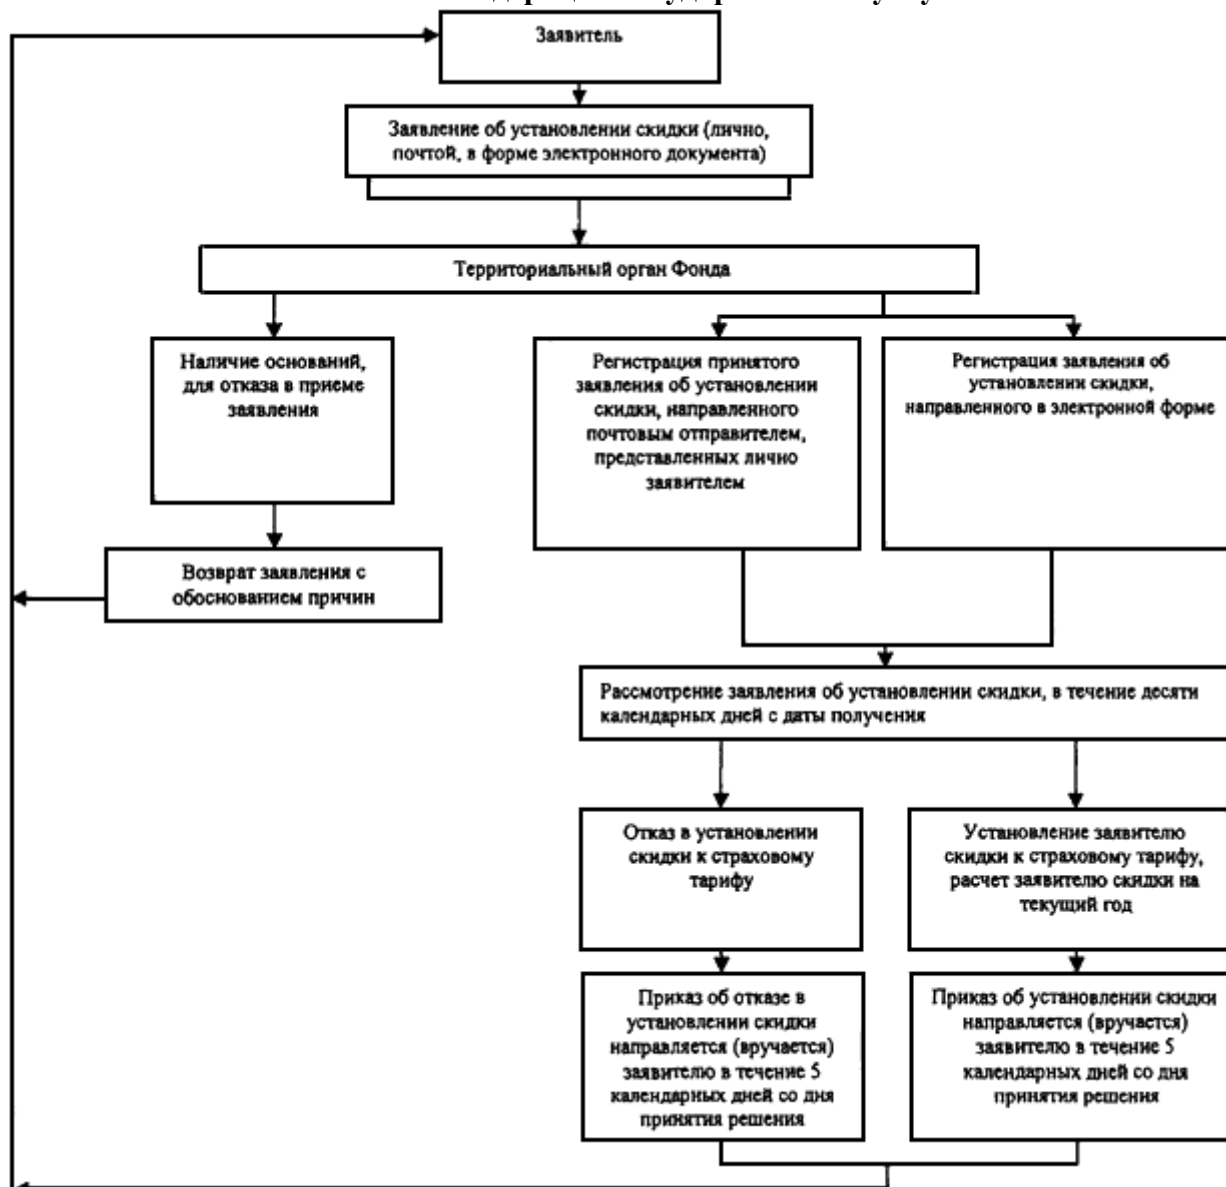 Заявитель
Заявление об установлении скидки (лично,
почтой, в форме электронного документа)
Территориальный орган Фонда
Наличие оснований,
для отказа в приеме
заявления
Регистрация принятого
заявления об установлении
скидки, направленного
почтовым отправителем,
представленных лично
заявителем
Регистрация заявления об
установлении скидки,
направленного в электронной форме
Возврат заявления с
обоснованием причин
Рассмотрение заявления об установлении скидки, в течение десяти
календарных дней с даты получения
Отказ в установлении
скидки к страховому
тарифу
Установление заявителю
скидки к страховому тарифу,
расчет заявителю скидки на
текущий год
Приказ об отказе в
установлении скидки
направляется (вручается)
заявителю в течение 5
календарных дней со дня
принятия решения
Приказ об установлении скидки
направляется (вручается)
заявителю в течение 5
календарных дней со дня
принятия решения